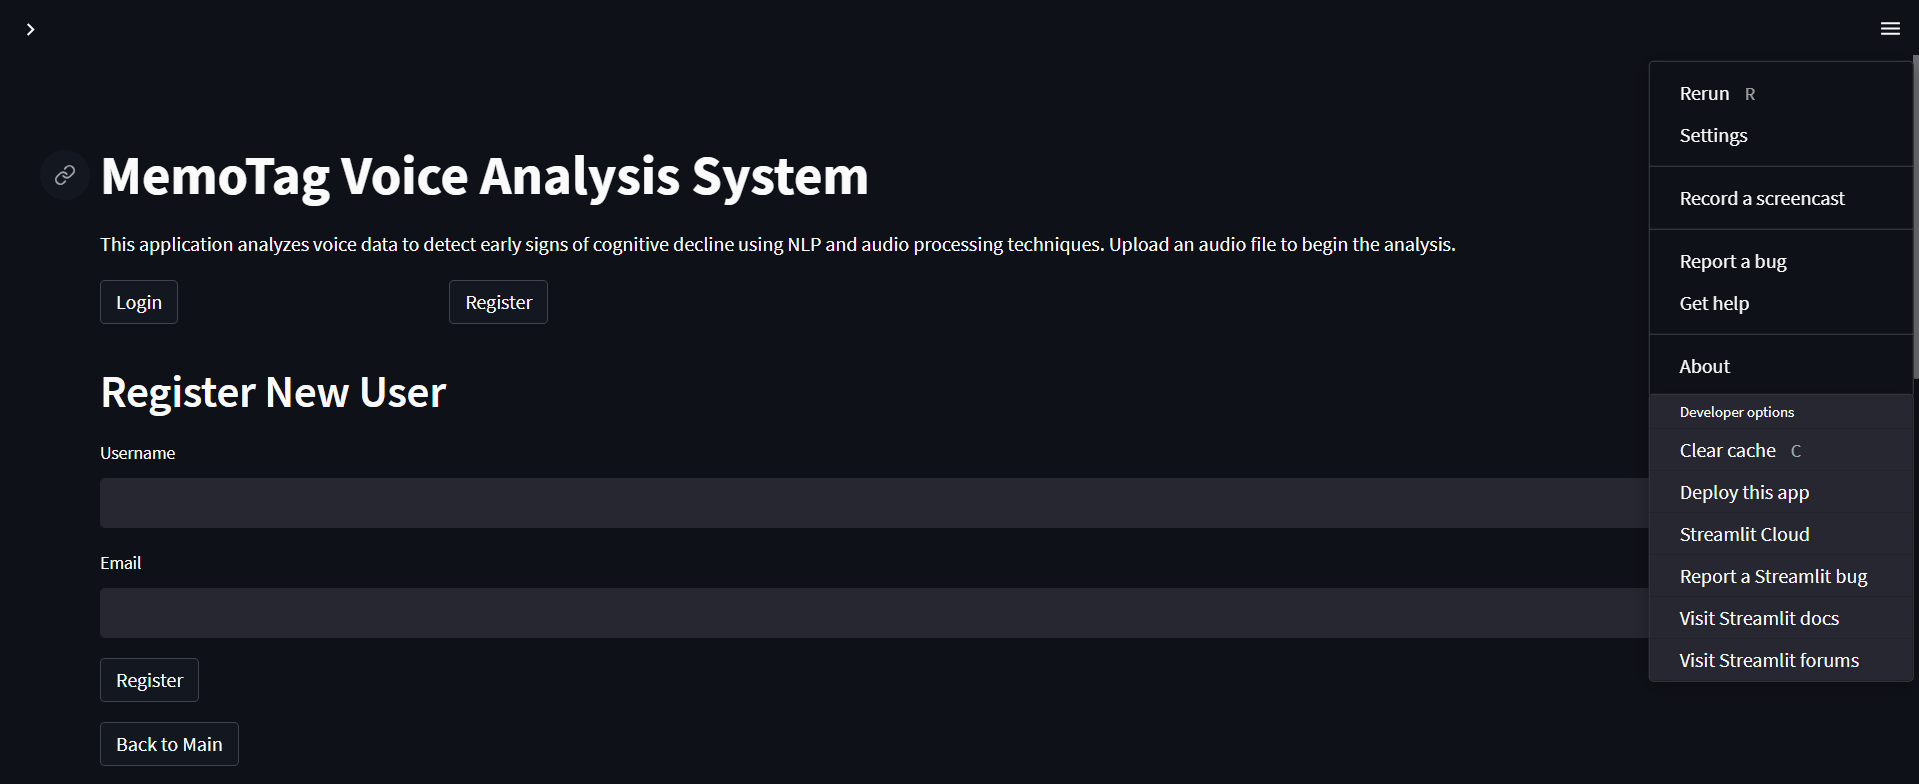 MemoTag Voice Analysis System
This application analyzes voice data to detect early signs of cognitive decline using NLP and audio processing techniques. Upload an audio file to begin the analysis.
Login
Register
Register New User
Username
Email
Register
Back to Main
Rerun R
Settings
Record a screencast
Report a bug
Get help
About
Developer options
Clear cache C
Deploy this app
Streamlit Cloud
Report a Streamlit bug
Visit Streamlit docs
Visit Streamlit forums